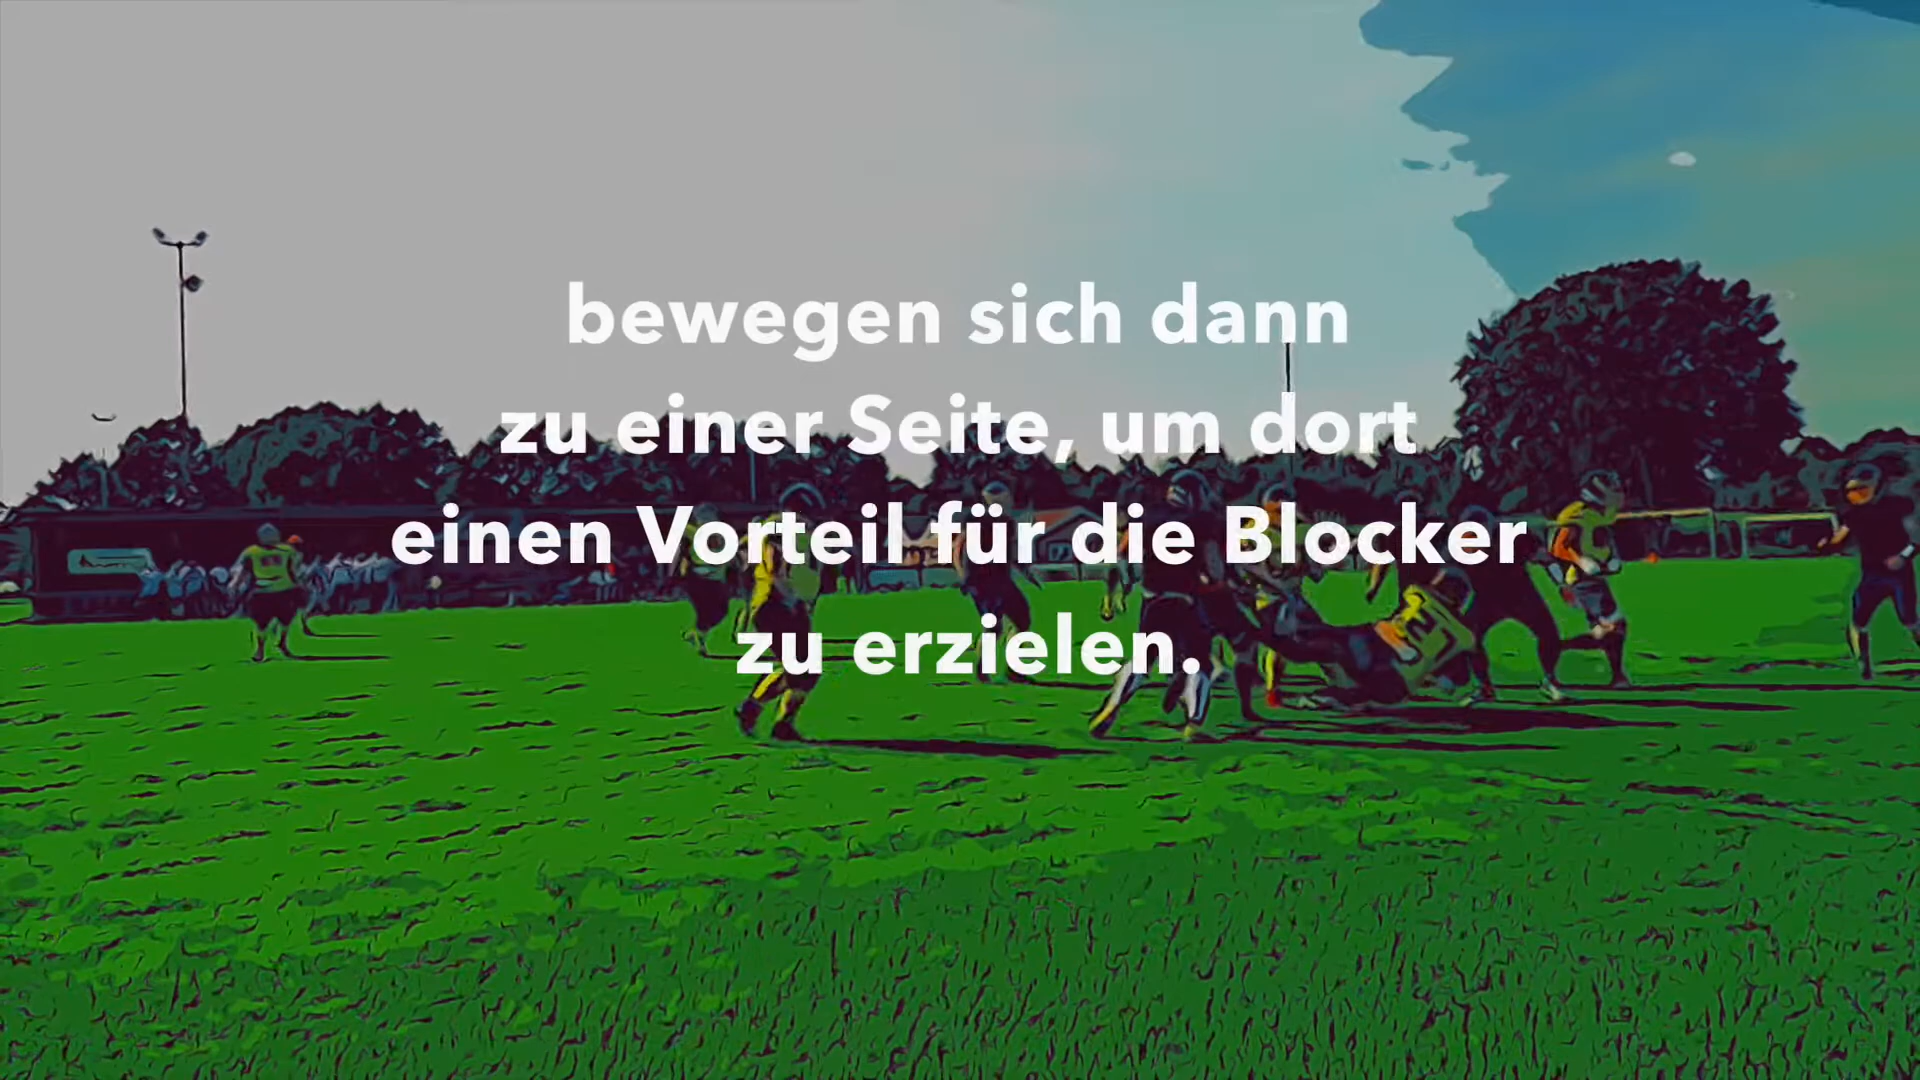 bewegen sich dann
zu einer Seite, um dort
einen Vorteil für die Blocker
zu erzielen.